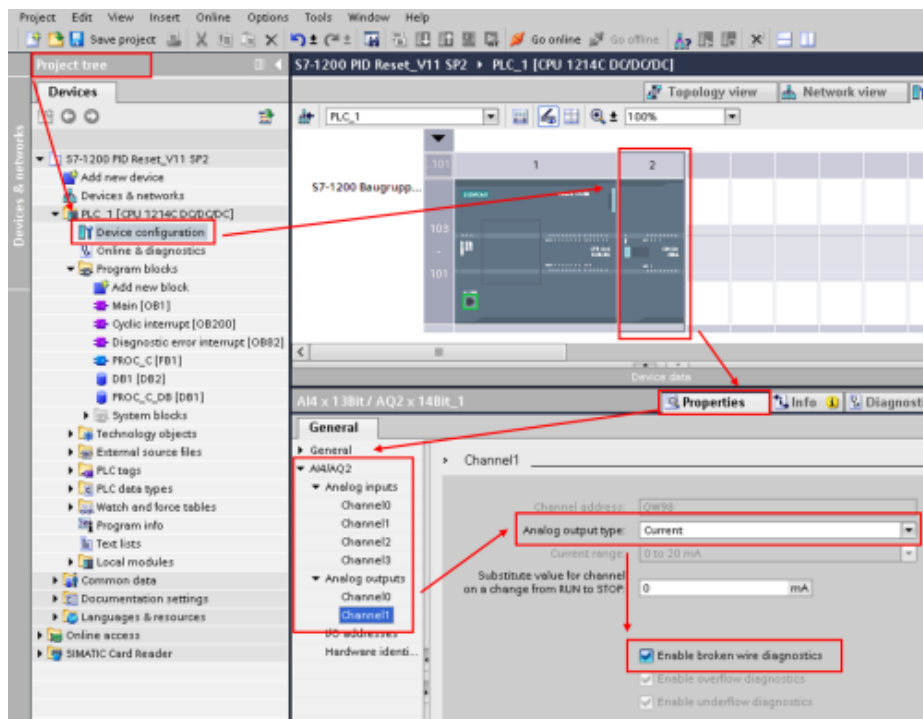 Project Edit View Insert Online Options Tools Window Help
Save project Go online Go offline
Project tree
S7-1200 PID Reset_V11 SP2 ▸ PLC_1 [CPU 1214C DC/DC/DC]
Devices
Topology view Network view
PLC_1 100%
Devices & networks
S7-1200 PID Reset_V11 SP2
Add new device
Devices & networks
PLC_1 [CPU 1214C DC/DC/DC]
Device configuration
Online & diagnostics
Program blocks
Add new block
Main [OB1]
Cyclic interrupt [OB200]
Diagnostic error interrupt [OB82]
PROC_C [FB1]
DB1 [DB2]
PROC_C_DB [DB1]
System blocks
Technology objects
External source files
PLC tags
PLC data types
Watch and force tables
Program info
Text lists
Local modules
Common data
Documentation settings
Languages & resources
Online access
SIMATIC Card Reader
101 1 2
S7-1200 Baugrupp...
SIEMENS
103
-
101
Device data
AI4 x 13Bit / AQ2 x 14Bit_1
Properties Info Diagnosti
General
General
AI4/AQ2
Analog inputs
Channel0
Channel1
Channel2
Channel3
Analog outputs
Channel0
Channel1
I/O addresses
Hardware identi...
Channel1
Channel address: QW98
Analog output type: Current
Current range: 0 to 20 mA
Substitute value for channel
on a change from RUN to STOP: 0 mA
Enable broken wire diagnostics
Enable overflow diagnostics
Enable underflow diagnostics